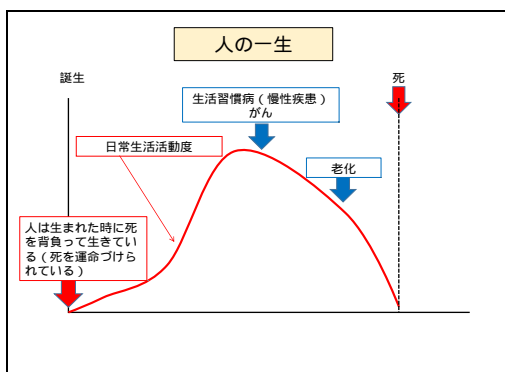 人の一生
誕生
死
生活習慣病（慢性疾患）
がん
日常生活活動度
老化
人は生まれた時に死
を背負って生きてい
る（死を運命づけら
れている）